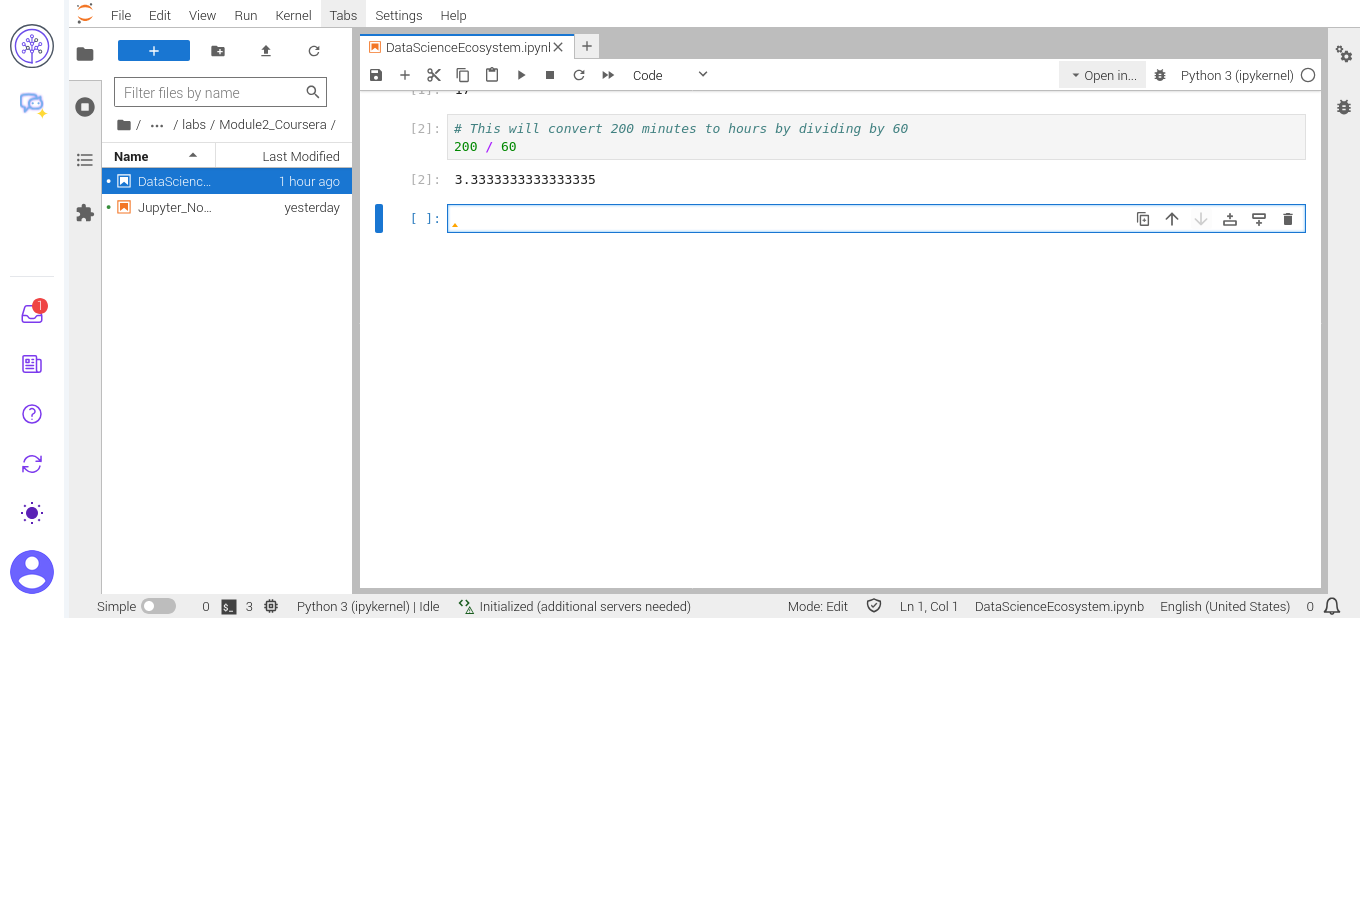 File Edit View Run Kernel Tabs Settings Help
+
Filter files by name
/ ... / labs / Module2_Coursera /
Name Last Modified
DataScienc... 1 hour ago
Jupyter_No... yesterday
1
DataScienceEcosystem.ipynl +
Code
Open in... Python 3 (ipykernel)
[1]: 17
[2]: # This will convert 200 minutes to hours by dividing by 60
200 / 60
[2]: 3.3333333333333335
[ ]:
Simple 0 $_ 3 Python 3 (ipykernel) | Idle Initialized (additional servers needed) Mode: Edit Ln 1, Col 1 DataScienceEcosystem.ipynb English (United States) 0